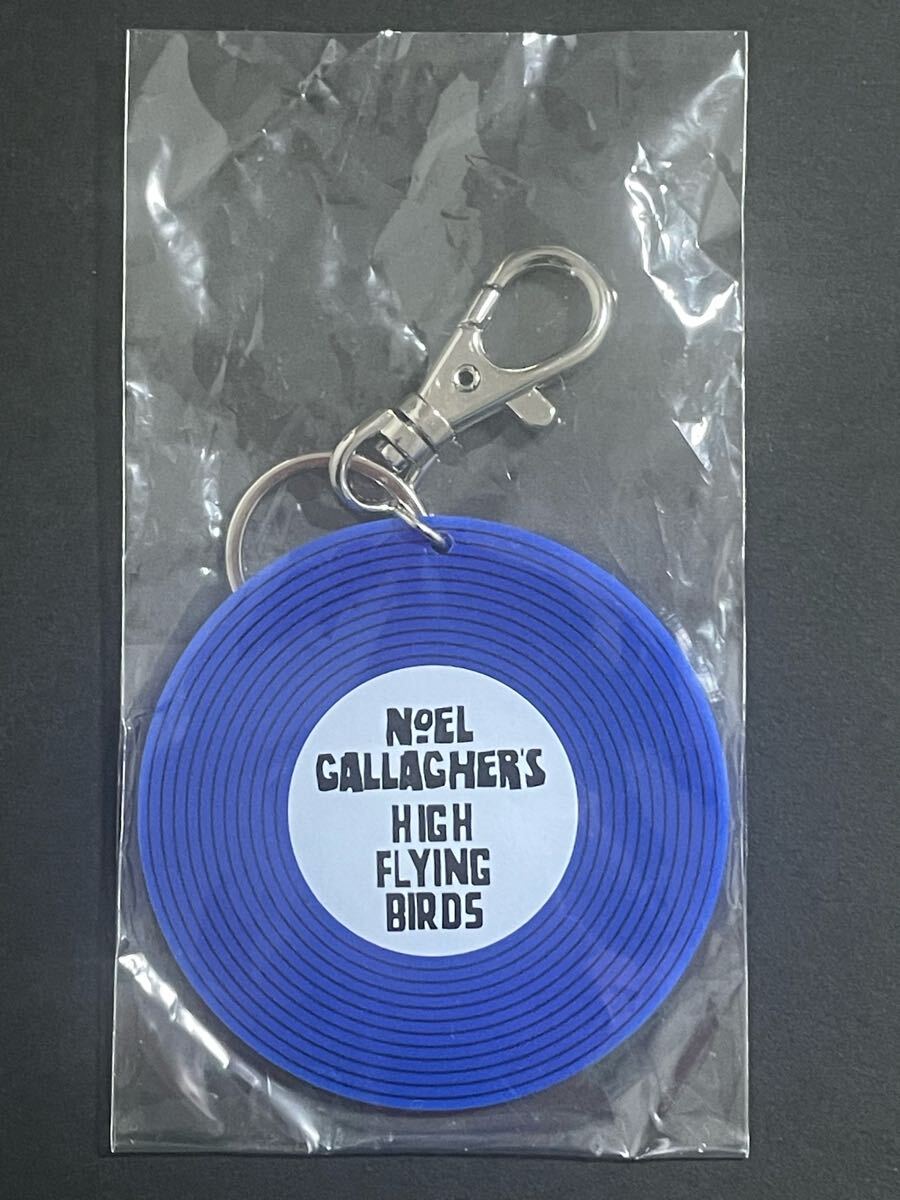 NoEL
GALLAGHER'S
HIGH
FLYING
BIRDS